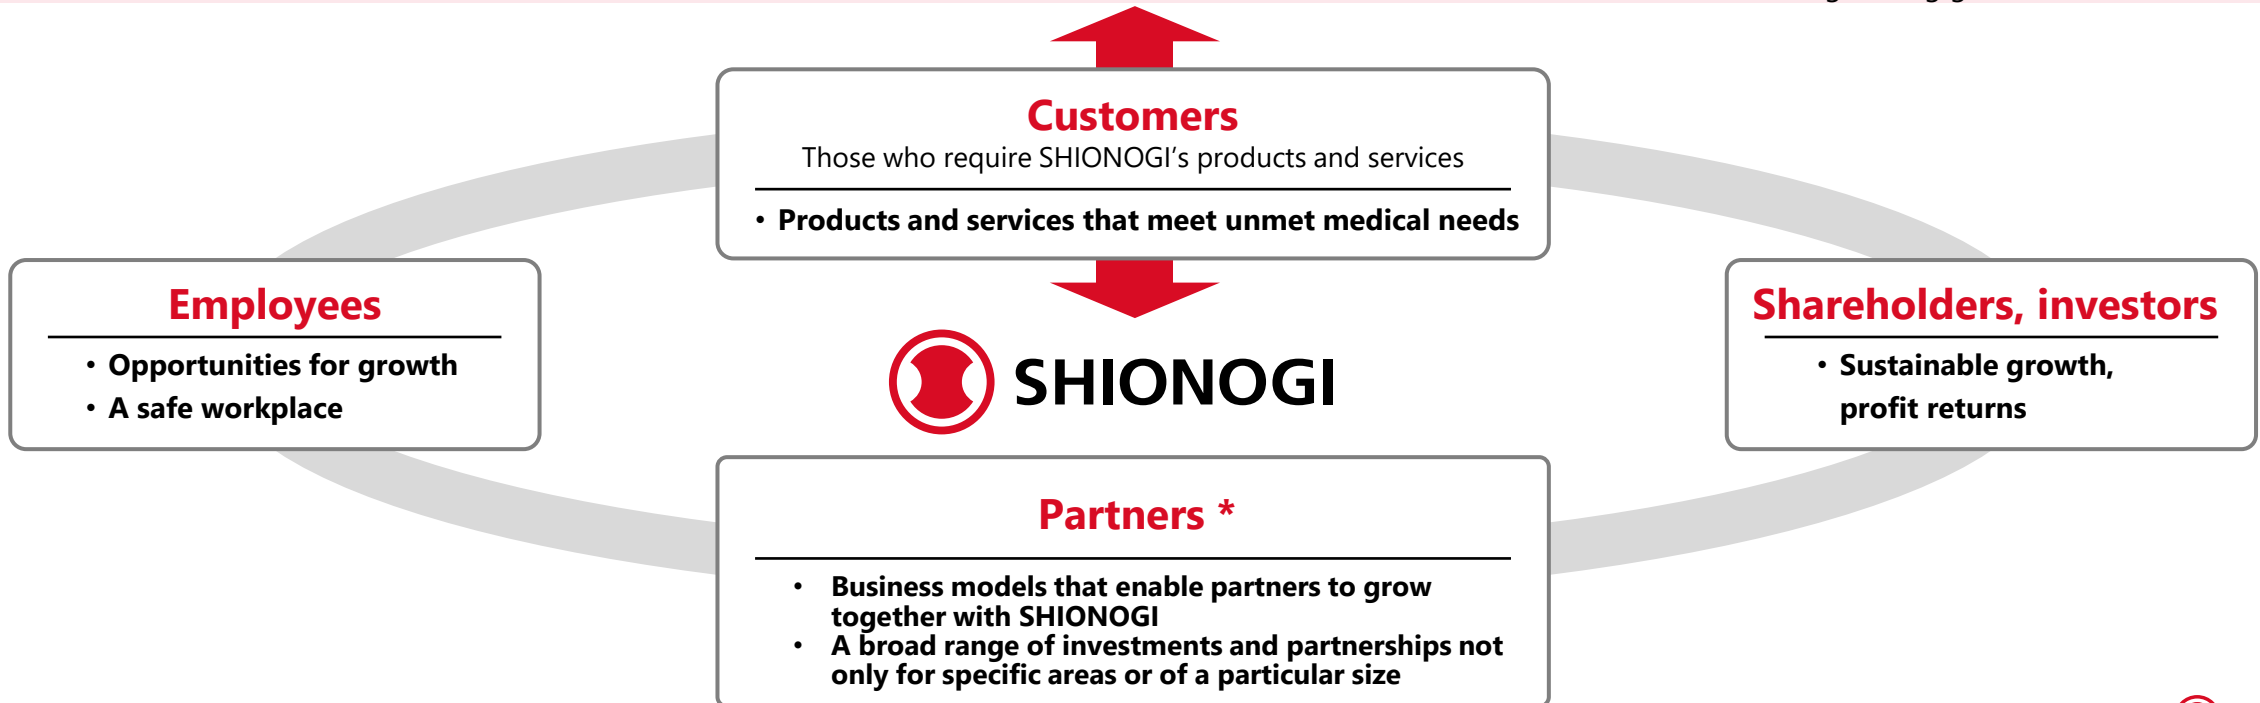 Customers
Those who require SHIONOGI's products and services
• Products and services that meet unmet medical needs
Employees
• Opportunities for growth
• A safe workplace
Shareholders, investors
• Sustainable growth,
profit returns
SHIONOGI
Partners *
• Business models that enable partners to grow
together with SHIONOGI
• A broad range of investments and partnerships not
only for specific areas or of a particular size